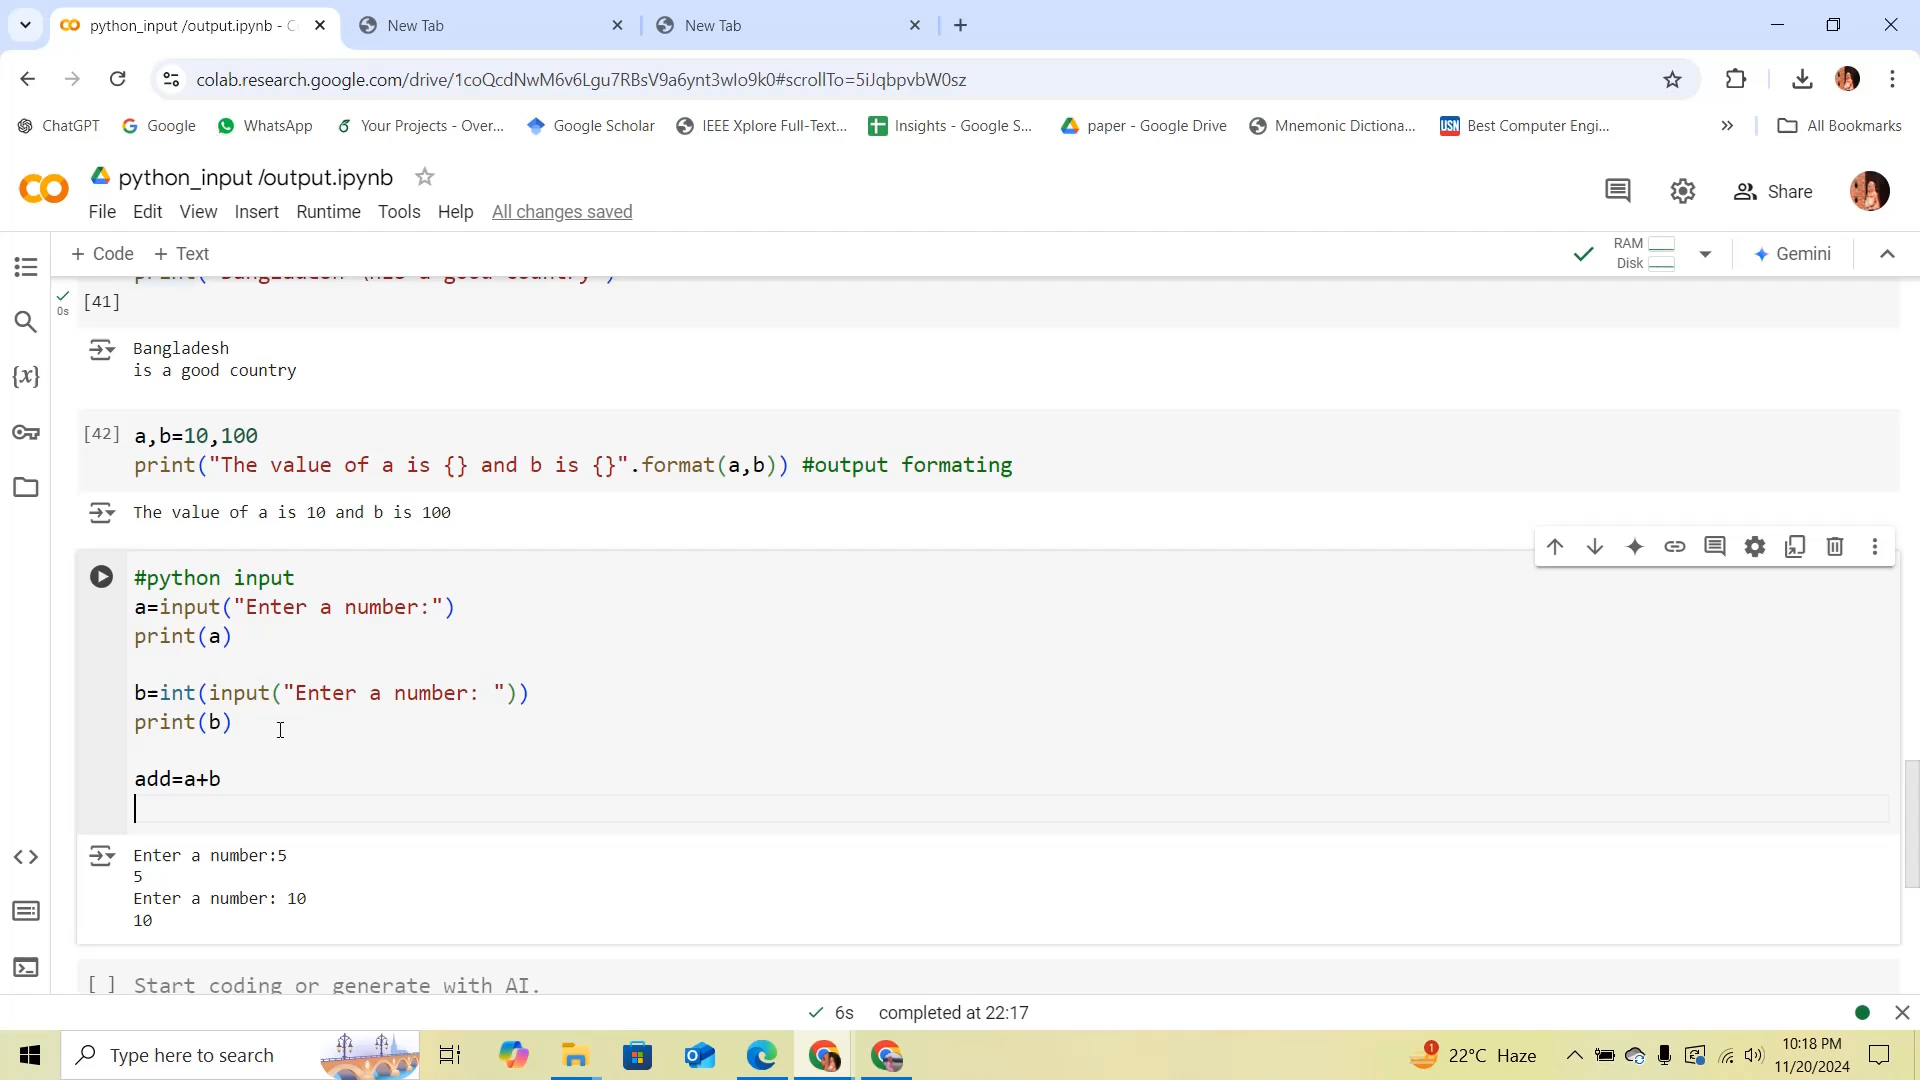 python_input /output.ipynb - C
New Tab
New Tab
colab.research.google.com/drive/1coQcdNwM6v6Lgu7RBsV9a6ynt3wIo9k0#scrollTo=5iJqbpvbW0sz
ChatGPT
Google
WhatsApp
Your Projects - Over...
Google Scholar
IEEE Xplore Full-Text...
Insights - Google S...
paper - Google Drive
Mnemonic Dictiona...
USN
Best Computer Engi...
All Bookmarks
python_input /output.ipynb
File Edit View Insert Runtime Tools Help All changes saved
Share
+ Code + Text
RAM
Disk
Gemini
print("Bangladesh \nis a good country")
0s
[41]
Bangladesh
is a good country
[42] a,b=10,100
print("The value of a is {} and b is {}".format(a,b)) #output formating
The value of a is 10 and b is 100
#python input
a=input("Enter a number:")
print(a)
b=int(input("Enter a number: "))
print(b)
add=a+b
Enter a number:5
5
Enter a number: 10
10
[ ] Start coding or generate with AI.
6s completed at 22:17
Type here to search
1
22°C Haze
10:18 PM
11/20/2024